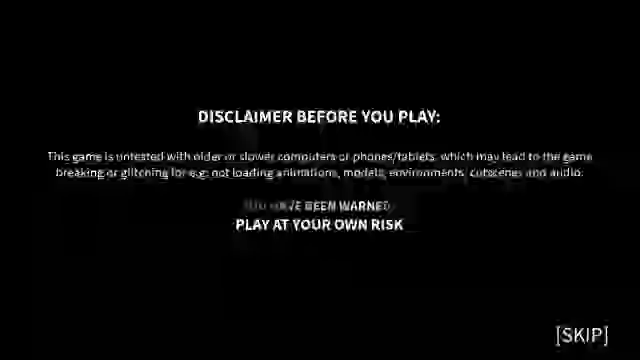 DISCLAIMER BEFORE YOU PLAY:
This game is untested with older or slower computers or phones/tablets, which may lead to the game
breaking or glitching for e.g: not loading animations, models, environments, cutscenes and audio.
YOU HAVE BEEN WARNED.
PLAY AT YOUR OWN RISK
[SKIP]